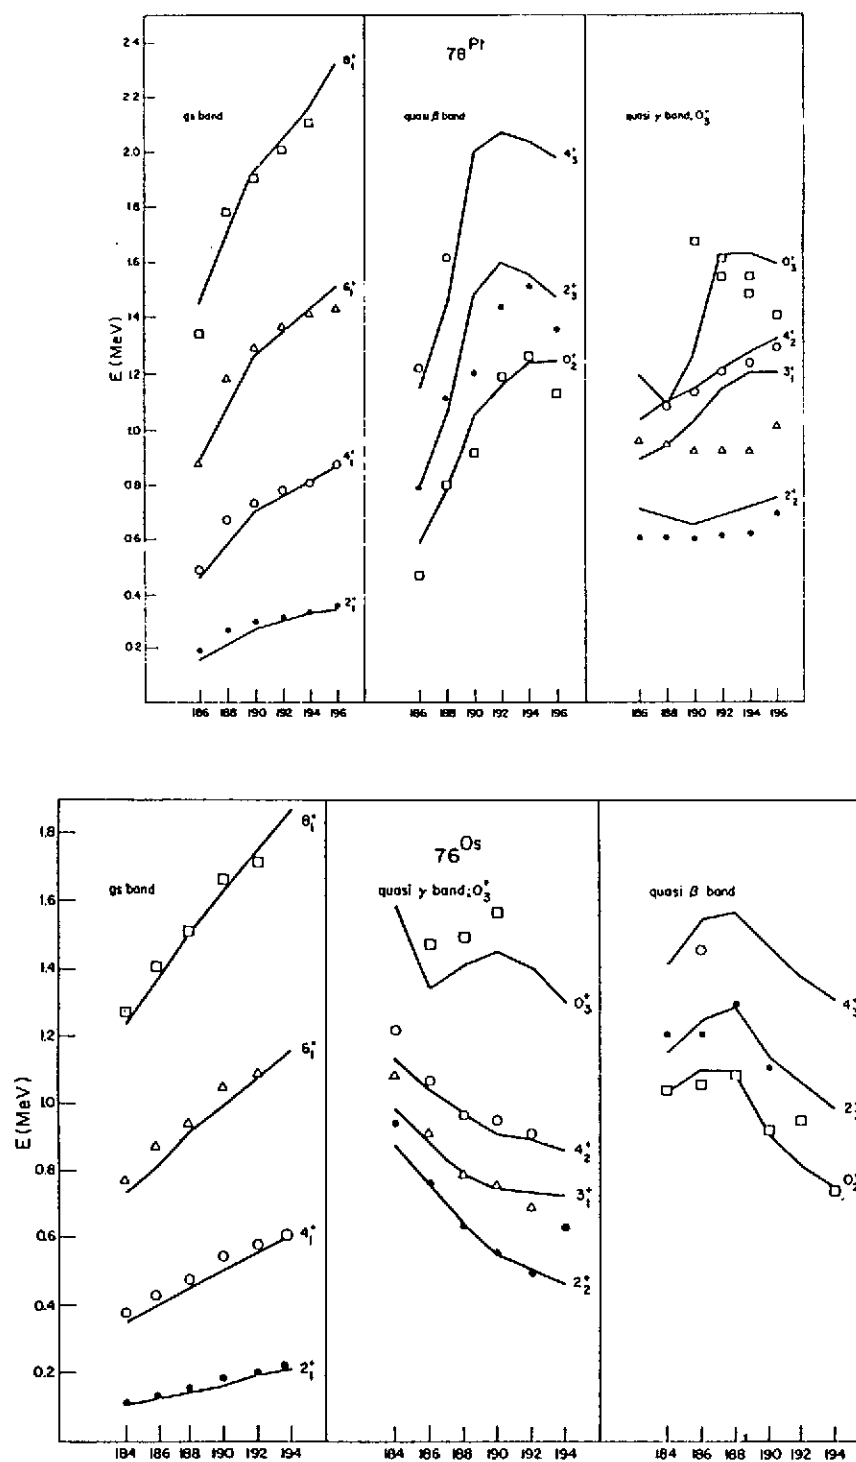 78Pt
gs band
quasi β band
quasi γ band, 0₃⁺
E (MeV)
2.4
2.2
2.0
1.8
1.6
1.4
1.2
1.0
0.8
0.6
0.4
0.2
8₁⁺
6₁⁺
4₁⁺
2₁⁺
4₃⁺
2₃⁺
0₂⁺
0₃⁺
4₂⁺
3₁⁺
2₂⁺
186 188 190 192 194 196
186 188 190 192 194 196
186 188 190 192 194 196
76Os
gs band
quasi γ band; 0₃⁺
quasi β band
E (MeV)
1.8
1.6
1.4
1.2
1.0
0.8
0.6
0.4
0.2
8₁⁺
6₁⁺
4₁⁺
2₁⁺
0₃⁺
4₂⁺
3₁⁺
2₂⁺
4₃⁺
0₂⁺
184 186 188 190 192 194
184 186 188 190 192 194
184 186 188 190 192 194